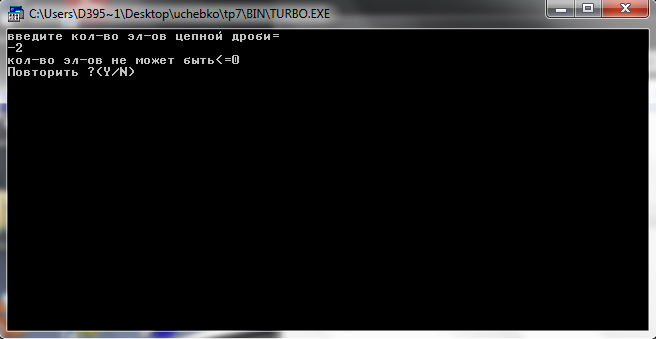 C:\Users\D395~1\Desktop\uchebko\tp7\BIN\TURBO.EXE
введите кол-во эл-ов цепной дроби=
-2
кол-во эл-ов не может быть<=0
Повторить ?(Y/N)